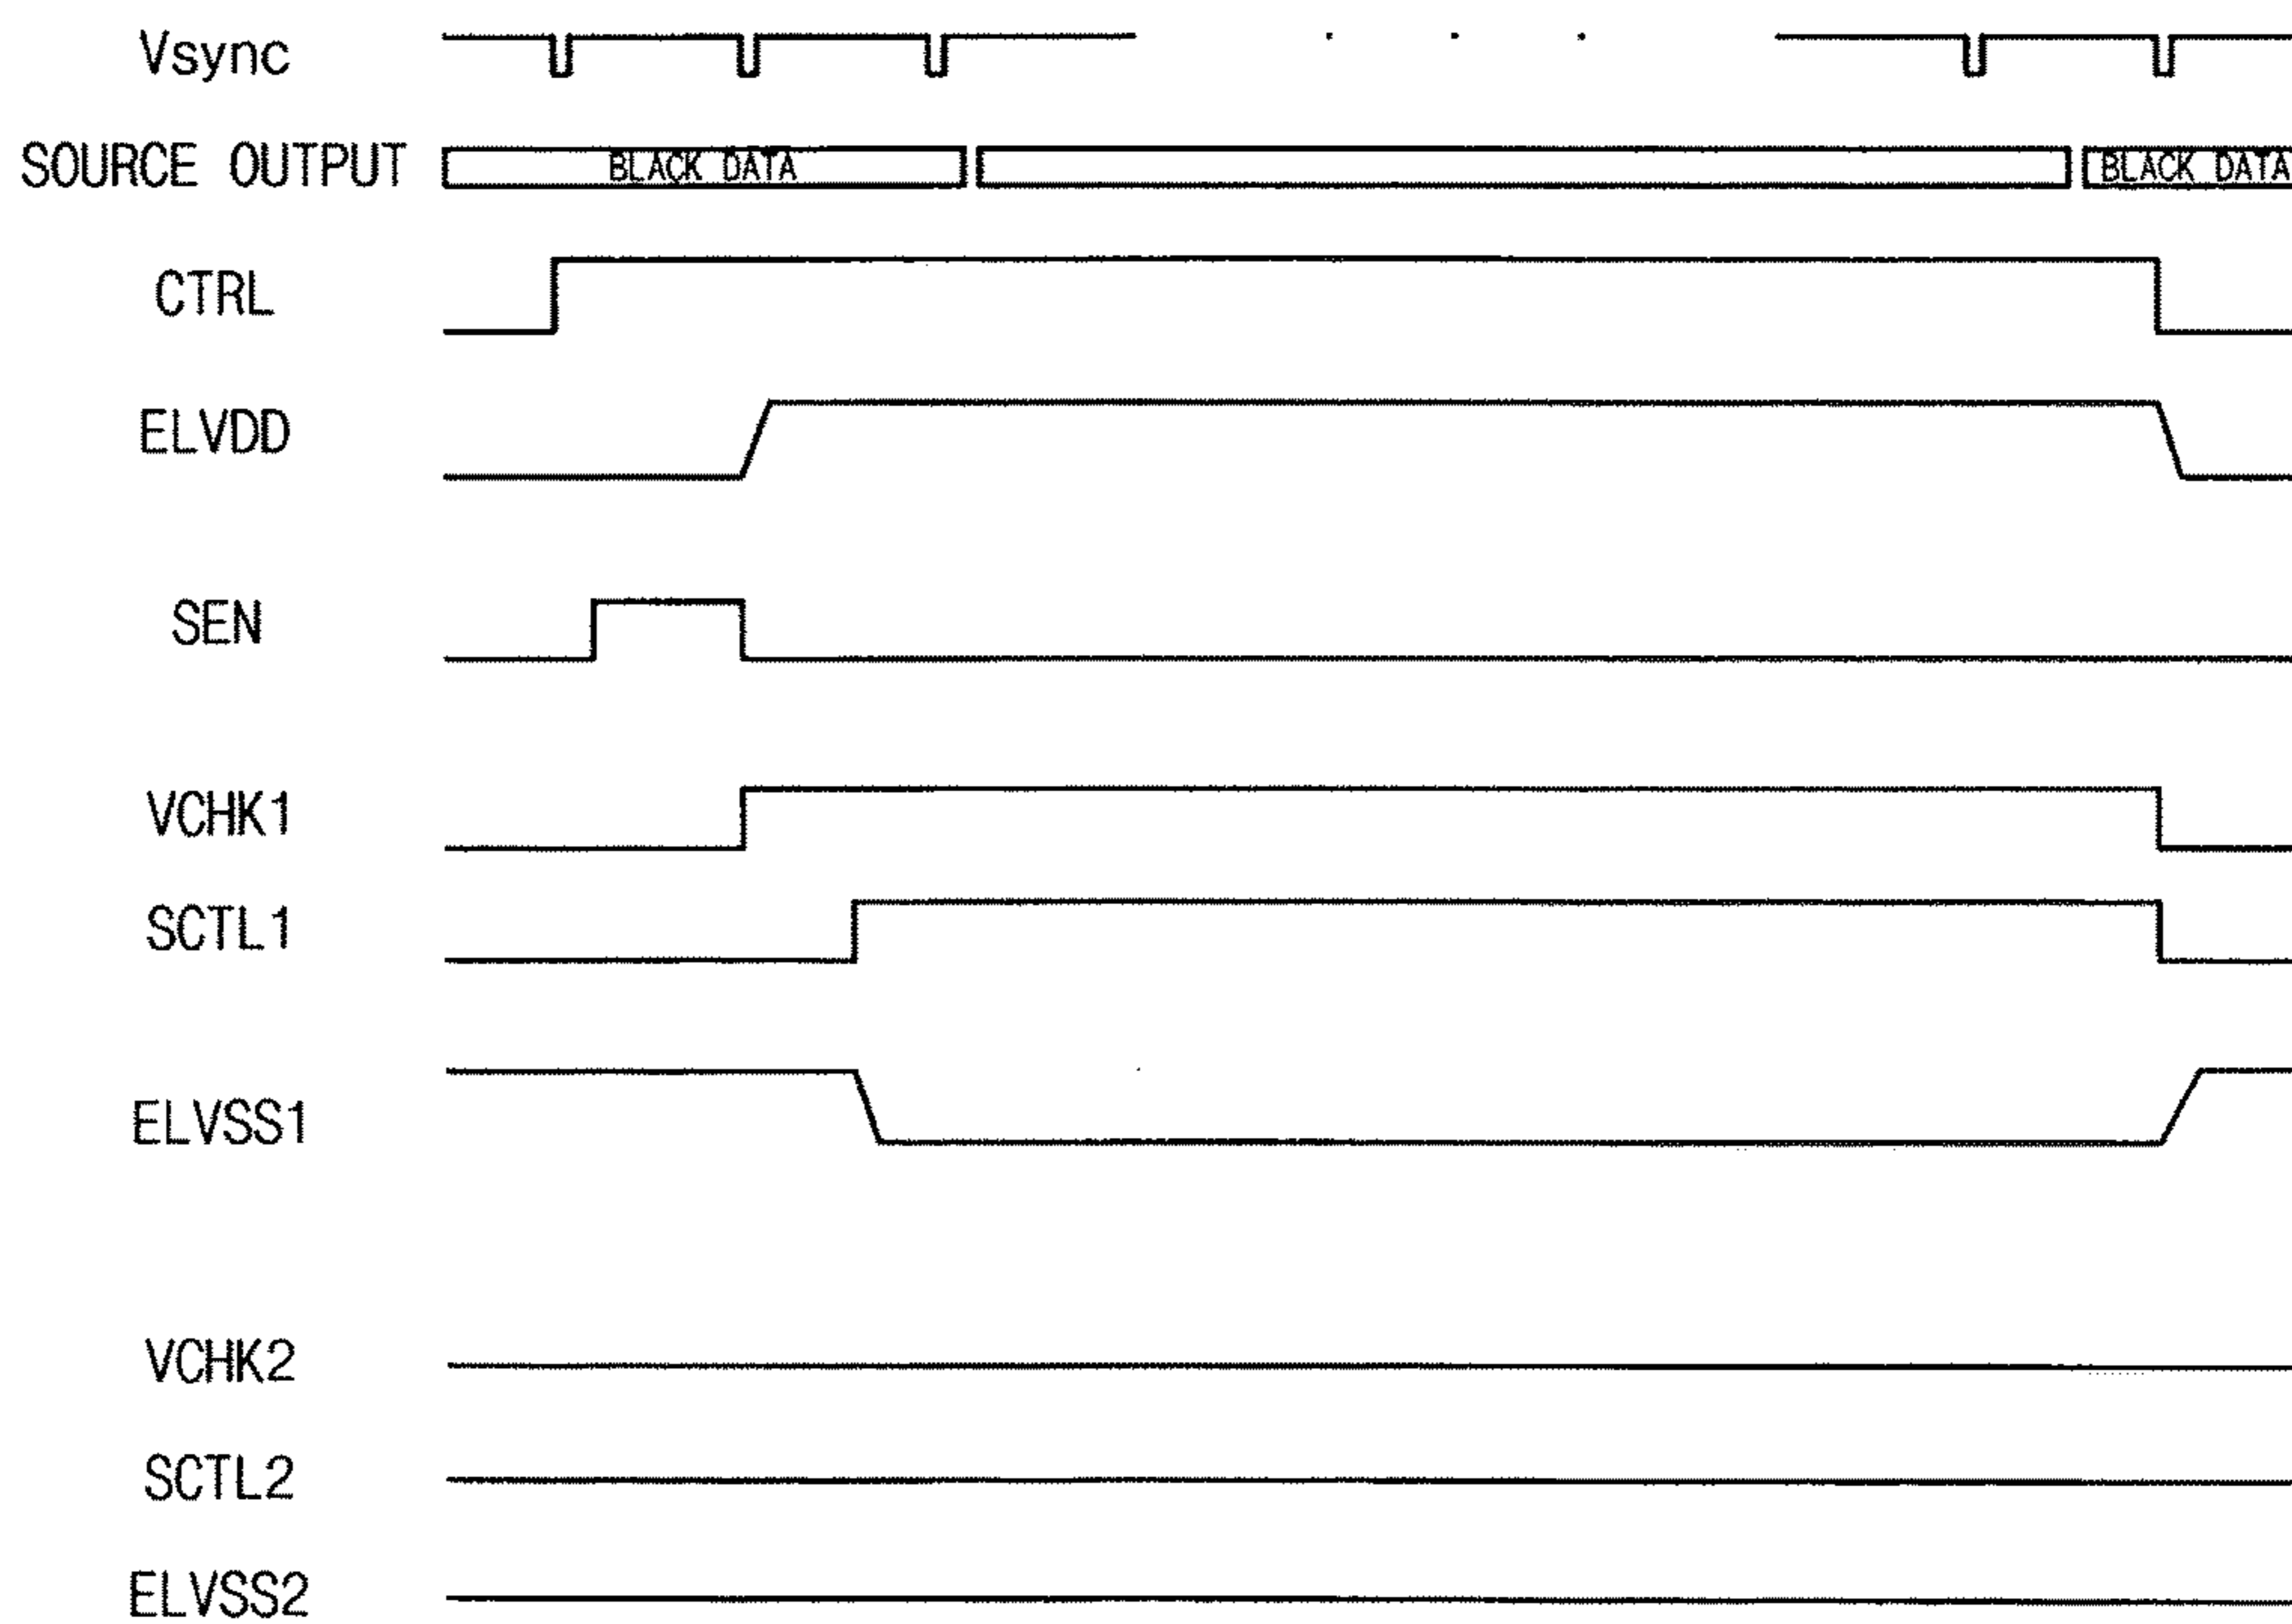 Vsync
SOURCE OUTPUT BLACK DATA BLACK DATA
CTRL
ELVDD
SEN
VCHK1
SCTL1
ELVSS1
VCHK2
SCTL2
ELVSS2